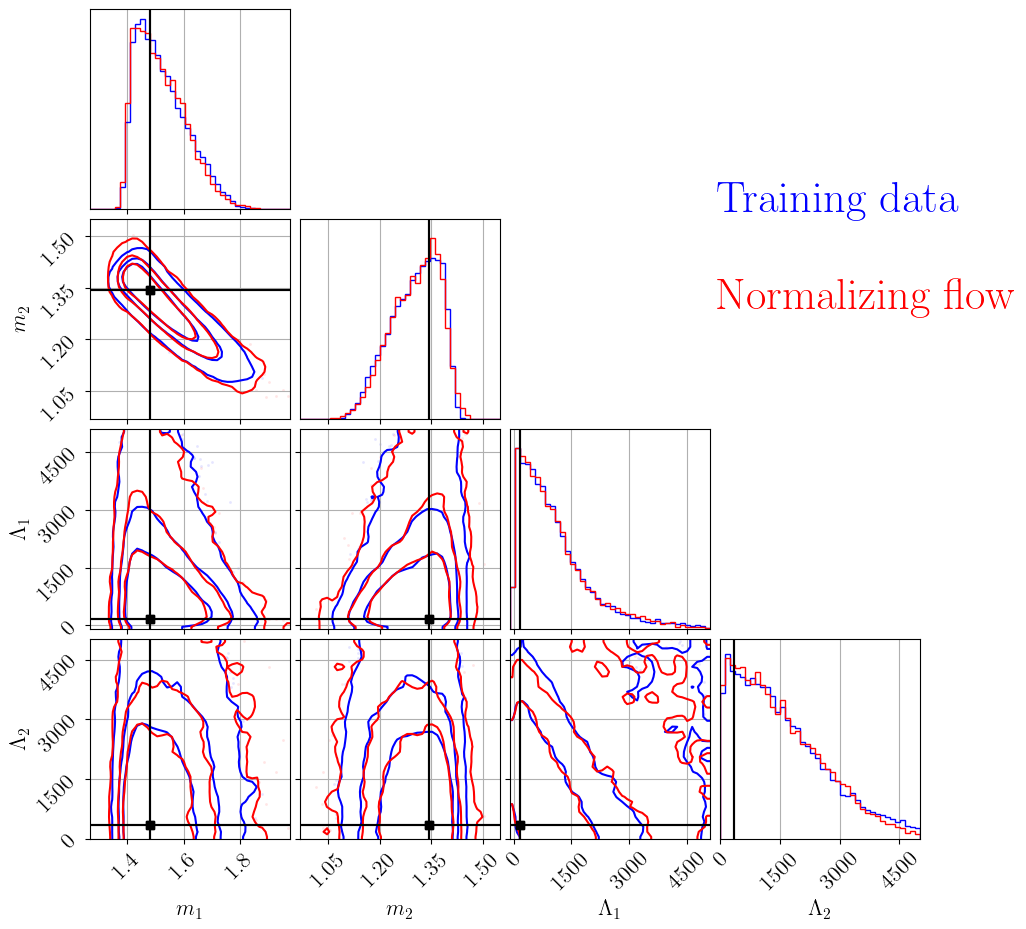 Training data
1.50
1.35
1.20
1.05
m₂
Normalizing flow
4500
3000
1500
0
Λ₁
4500
3000
1500
0
Λ₂
1.4 1.6 1.8
1.05 1.20 1.35 1.50
0 1500 3000 4500
0 1500 3000 4500
m₁ m₂ Λ₁ Λ₂